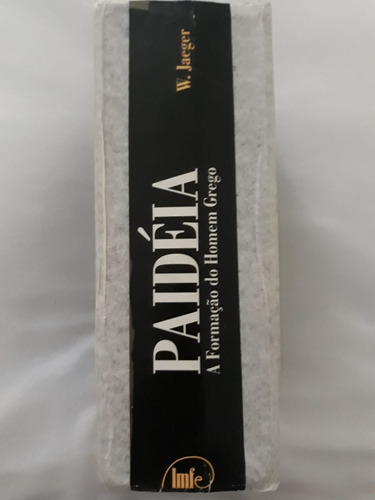 W. Jaeger
PAIDÉIA
A Formação do Homem Grego
lmfe